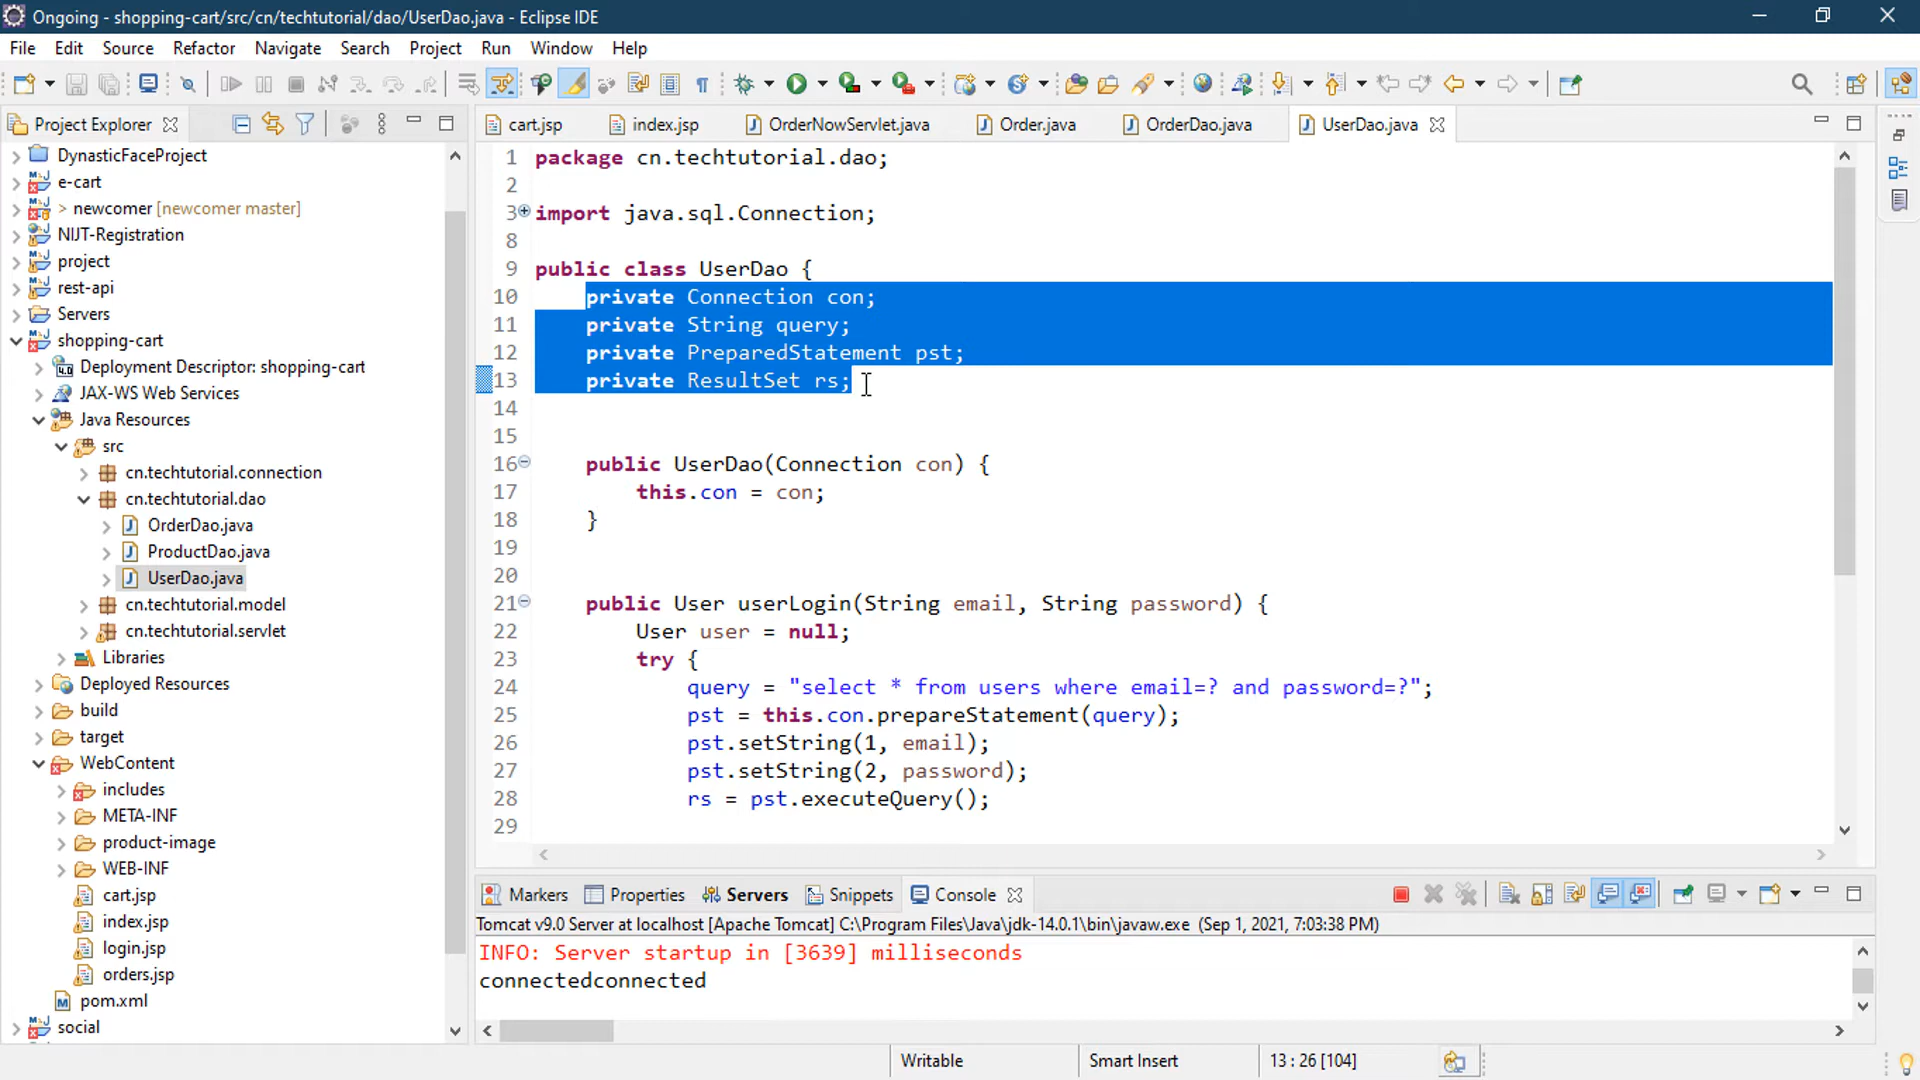 Ongoing - shopping-cart/src/cn/techtutorial/dao/UserDao.java - Eclipse IDE
File Edit Source Refactor Navigate Search Project Run Window Help
Project Explorer
DynasticFaceProject
e-cart
> newcomer [newcomer master]
NIJT-Registration
project
rest-api
Servers
shopping-cart
Deployment Descriptor: shopping-cart
JAX-WS Web Services
Java Resources
src
cn.techtutorial.connection
cn.techtutorial.dao
OrderDao.java
ProductDao.java
UserDao.java
cn.techtutorial.model
cn.techtutorial.servlet
Libraries
Deployed Resources
build
target
WebContent
includes
META-INF
product-image
WEB-INF
cart.jsp
index.jsp
login.jsp
orders.jsp
pom.xml
social
cart.jsp index.jsp OrderNowServlet.java Order.java OrderDao.java UserDao.java
1 package cn.techtutorial.dao;
2
3 import java.sql.Connection;
8
9 public class UserDao {
10 private Connection con;
11 private String query;
12 private PreparedStatement pst;
13 private ResultSet rs;
14
15
16 public UserDao(Connection con) {
17 this.con = con;
18 }
19
20
21 public User userLogin(String email, String password) {
22 User user = null;
23 try {
24 query = "select * from users where email=? and password=?";
25 pst = this.con.prepareStatement(query);
26 pst.setString(1, email);
27 pst.setString(2, password);
28 rs = pst.executeQuery();
29
Markers Properties Servers Snippets Console
Tomcat v9.0 Server at localhost [Apache Tomcat] C:\Program Files\Java\jdk-14.0.1\bin\javaw.exe (Sep 1, 2021, 7:03:38 PM)
INFO: Server startup in [3639] milliseconds
connectedconnected
Writable Smart Insert 13 : 26 [104]